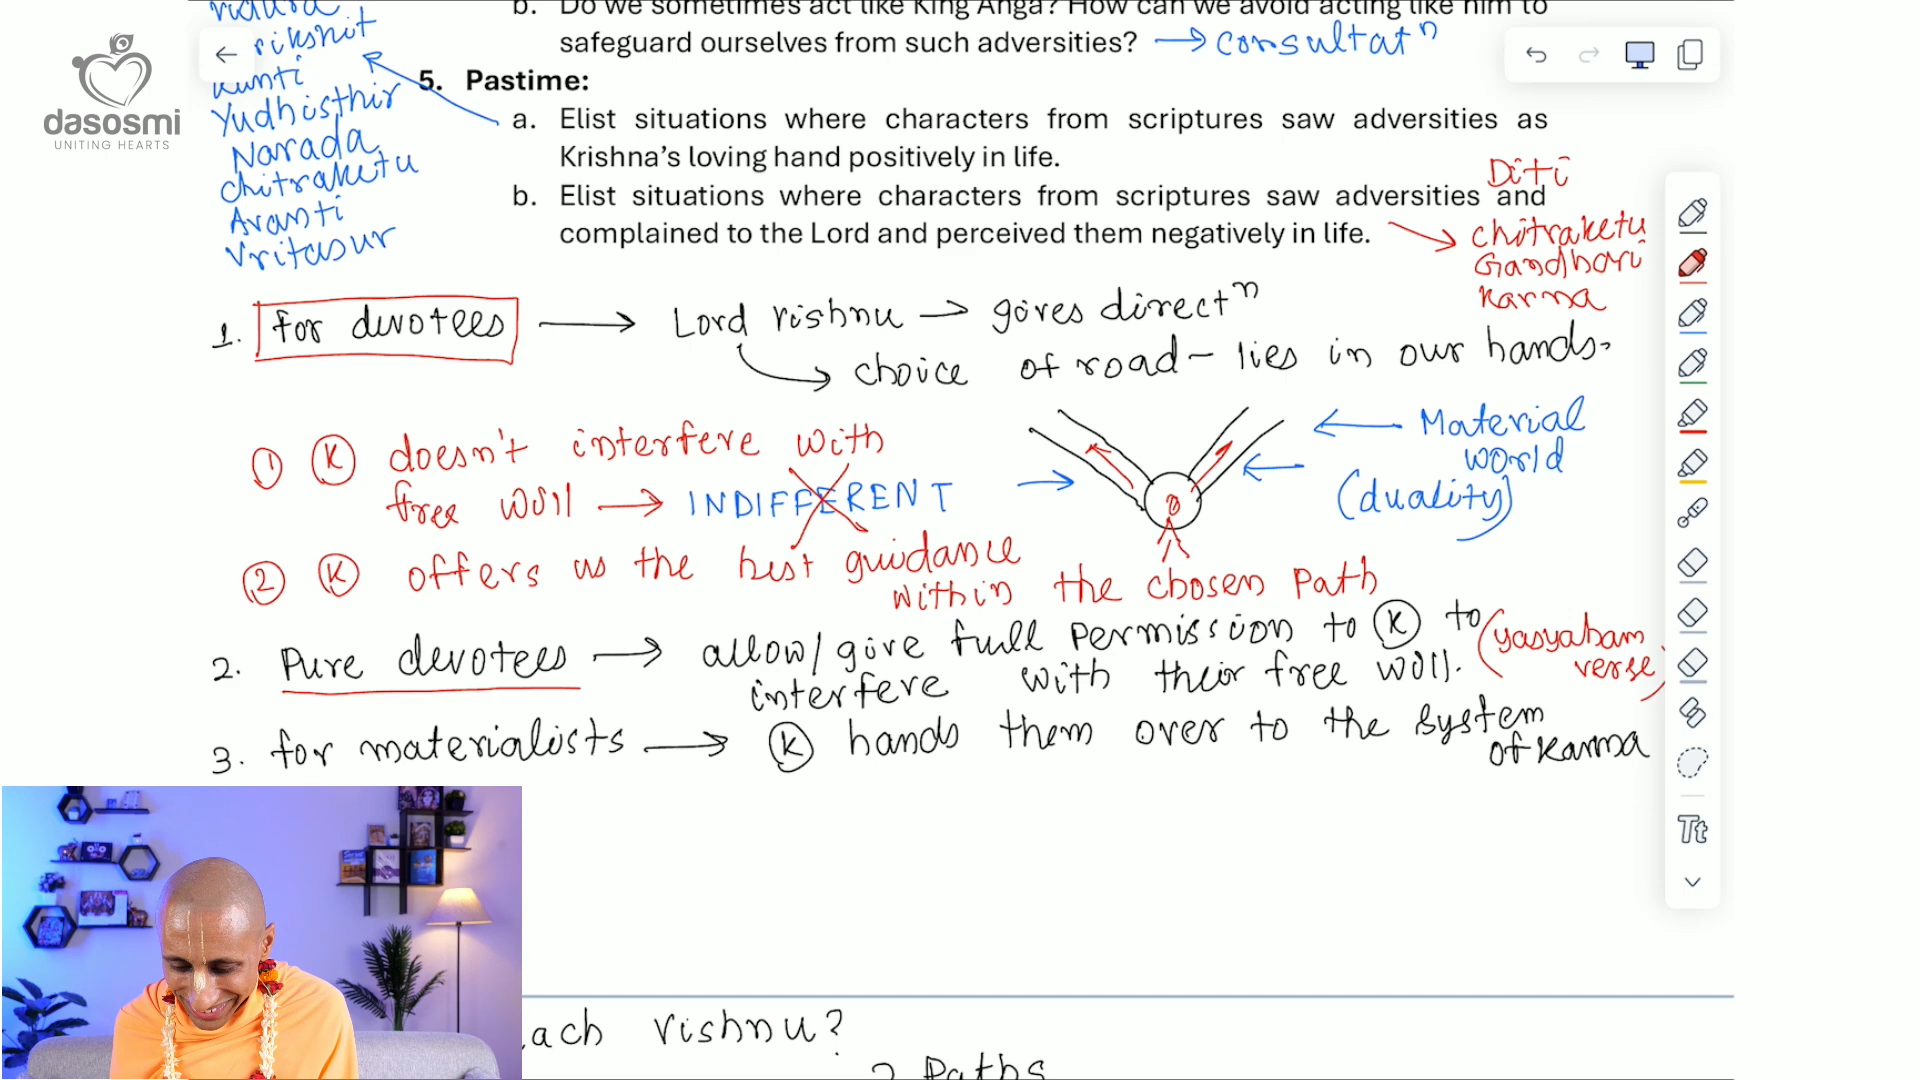 dasosmi
UNITING HEARTS
vidura
rikshit
kunti
Yudhisthir
Narada
chitraketu
Avanti
Vritasur
b. Do we sometimes act like King Anga? How can we avoid acting like him to
safeguard ourselves from such adversities? → consultatⁿ
5. Pastime:
a. Elist situations where characters from scriptures saw adversities as
Krishna's loving hand positively in life.
b. Elist situations where characters from scriptures saw adversities and
complained to the Lord and perceived them negatively in life.
Diti
chitraketu
Gandhari
Karna
1. for devotees → Lord vishnu → gives directⁿ
choice of road - lies in our hands.
① Ⓚ doesn't interfere with
free will → INDIFFERENT
② Ⓚ offers us the best guidance
within the chosen path
← Material
world
(duality)
2. Pure devotees → allow/give full permission to Ⓚ to
interfere with their free will.
(yasyaham
verse)
3. for materialists → Ⓚ hands them over to the system
of karma
ach vishnu?
2 Paths
Tt